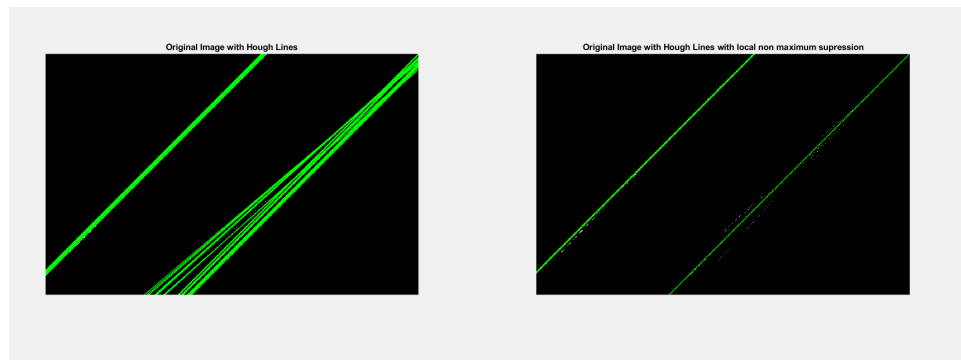 Original Image with Hough Lines
Original Image with Hough Lines with local non maximum supression